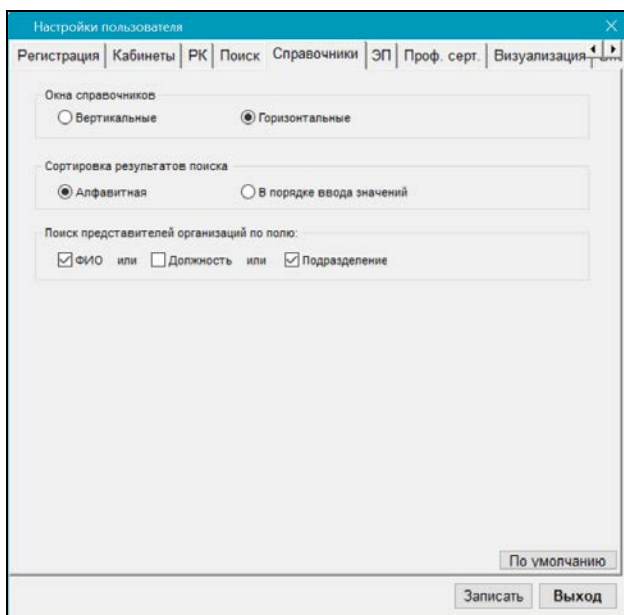 Настройки пользователя
Регистрация Кабинеты РК Поиск Справочники ЭП Проф. серт. Визуализация
Окна справочников
Вертикальные Горизонтальные
Сортировка результатов поиска
Алфавитная В порядке ввода значений
Поиск представителей организаций по полю:
ФИО или Должность или Подразделение
По умолчанию
Записать Выход